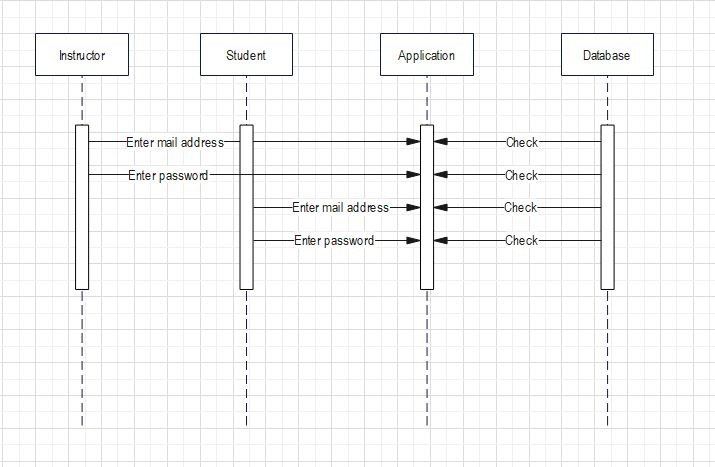 Instructor
Student
Application
Database
Enter mail address
Check
Enter password
Check
Enter mail address
Check
Enter password
Check